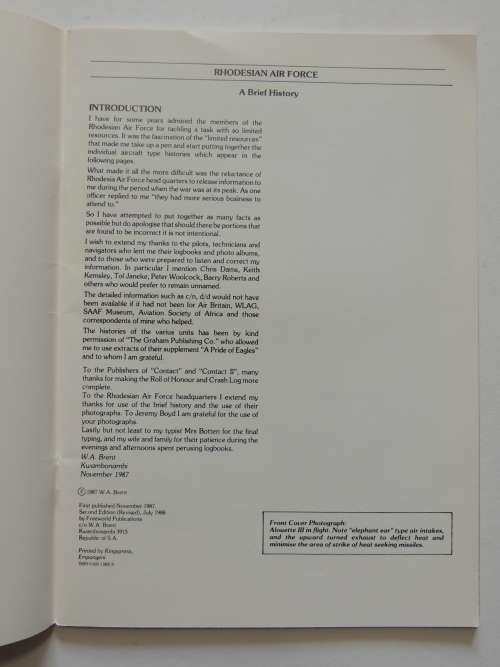 RHODESIAN AIR FORCE
A Brief History
INTRODUCTION
I have for some years admired the members of the
Rhodesian Air Force for tackling a task with so limited
resources. It was the fascination of the "limited resources"
that made me take up a pen and start putting together the
individual aircraft type histories which appear in the
following pages.
What made it all the more difficult was the reluctance of
Rhodesia Air Force head quarters to release information to
me during the period when the war was at its peak. As one
officer replied to me "they had more serious business to
attend to."
So I have attempted to put together as many facts as
possible but do apologise that should there be portions that
are found to be incorrect it is not intentional.
I wish to extend my thanks to the pilots, technicians and
navigators who lent me their logbooks and photo albums,
and to those who were prepared to listen and correct my
information. In particular I mention Chris Dams, Keith
Kemsley, Tol Janeke, Peter Woolcock, Barry Roberts and
others who would prefer to remain unnamed.
The detailed information such as c/n, d/d would not have
been available if it had not been for Air Britain, WLAG,
SAAF Museum, Aviation Society of Africa and those
correspondents of mine who helped.
The histories of the varius units has been by kind
permission of "The Graham Publishing Co." who allowed
me to use extracts of their supplement "A Pride of Eagles"
and to whom I am grateful.
To the Publishers of "Contact" and "Contact II", many
thanks for making the Roll of Honour and Crash Log more
complete.
To the Rhodesian Air Force headquarters I extend my
thanks for use of the brief history and the use of their
photographs. To Jeremy Boyd I am grateful for the use of
your photographs.
Lastly but not least to my typist Mrs Botten for the final
typing, and my wife and family for their patience during the
evenings and afternoons spent perusing logbooks.
W.A. Brent
Kwambonambi
November 1987
© 1987 W.A. Brent
First published November 1987
Second Edition (Revised), July 1988
by Freeworld Publications
c/o W.A. Brent
Kwambonambi 3915
Republic of S.A.
Printed by Kingspress,
Empangeni
Front Cover Photograph:
Alouette III in flight. Note "elephant ear" type air intakes,
and the upward turned exhaust to deflect heat and
minimise the area of strike of heat seeking missiles.